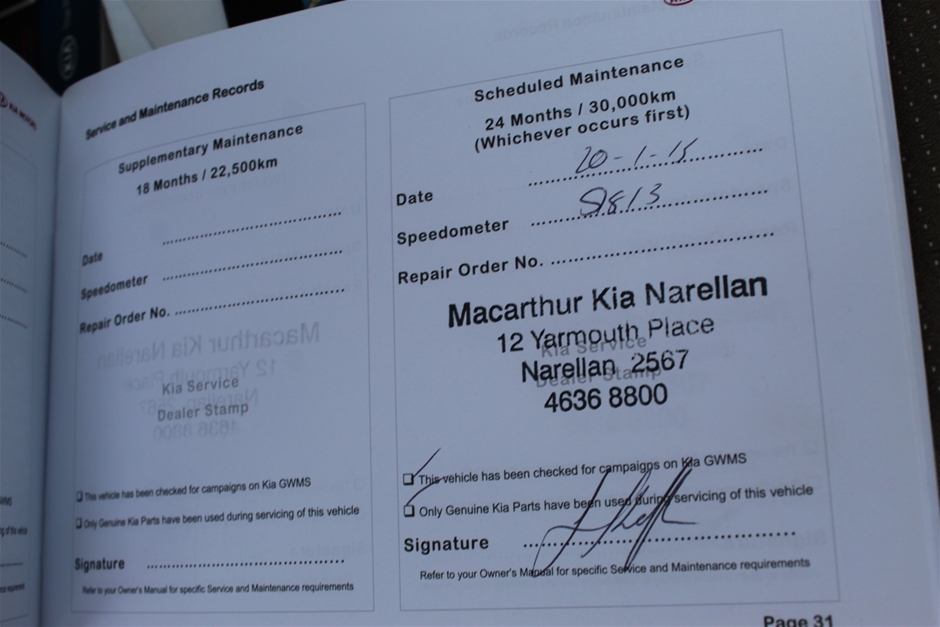 KIA MOTORS
KIA
Service and Maintenance Records
Supplementary Maintenance
18 Months / 22,500km
Date
Speedometer
Repair Order No.
Kia Service
Dealer Stamp
This vehicle has been checked for campaigns on Kia GWMS
Only Genuine Kia Parts have been used during servicing of this vehicle
Signature
Refer to your Owner's Manual for specific Service and Maintenance requirements
Scheduled Maintenance
24 Months / 30,000km
(Whichever occurs first)
Date 20-1-15
Speedometer
Repair Order No.
Macarthur Kia Narellan
12 Yarmouth Place
Kia Service
Narellan 2567
Dealer Stamp
4636 8800
This vehicle has been checked for campaigns on Kia GWMS
Only Genuine Kia Parts have been used during servicing of this vehicle
Signature
Refer to your Owner's Manual for specific Service and Maintenance requirements
Page 31